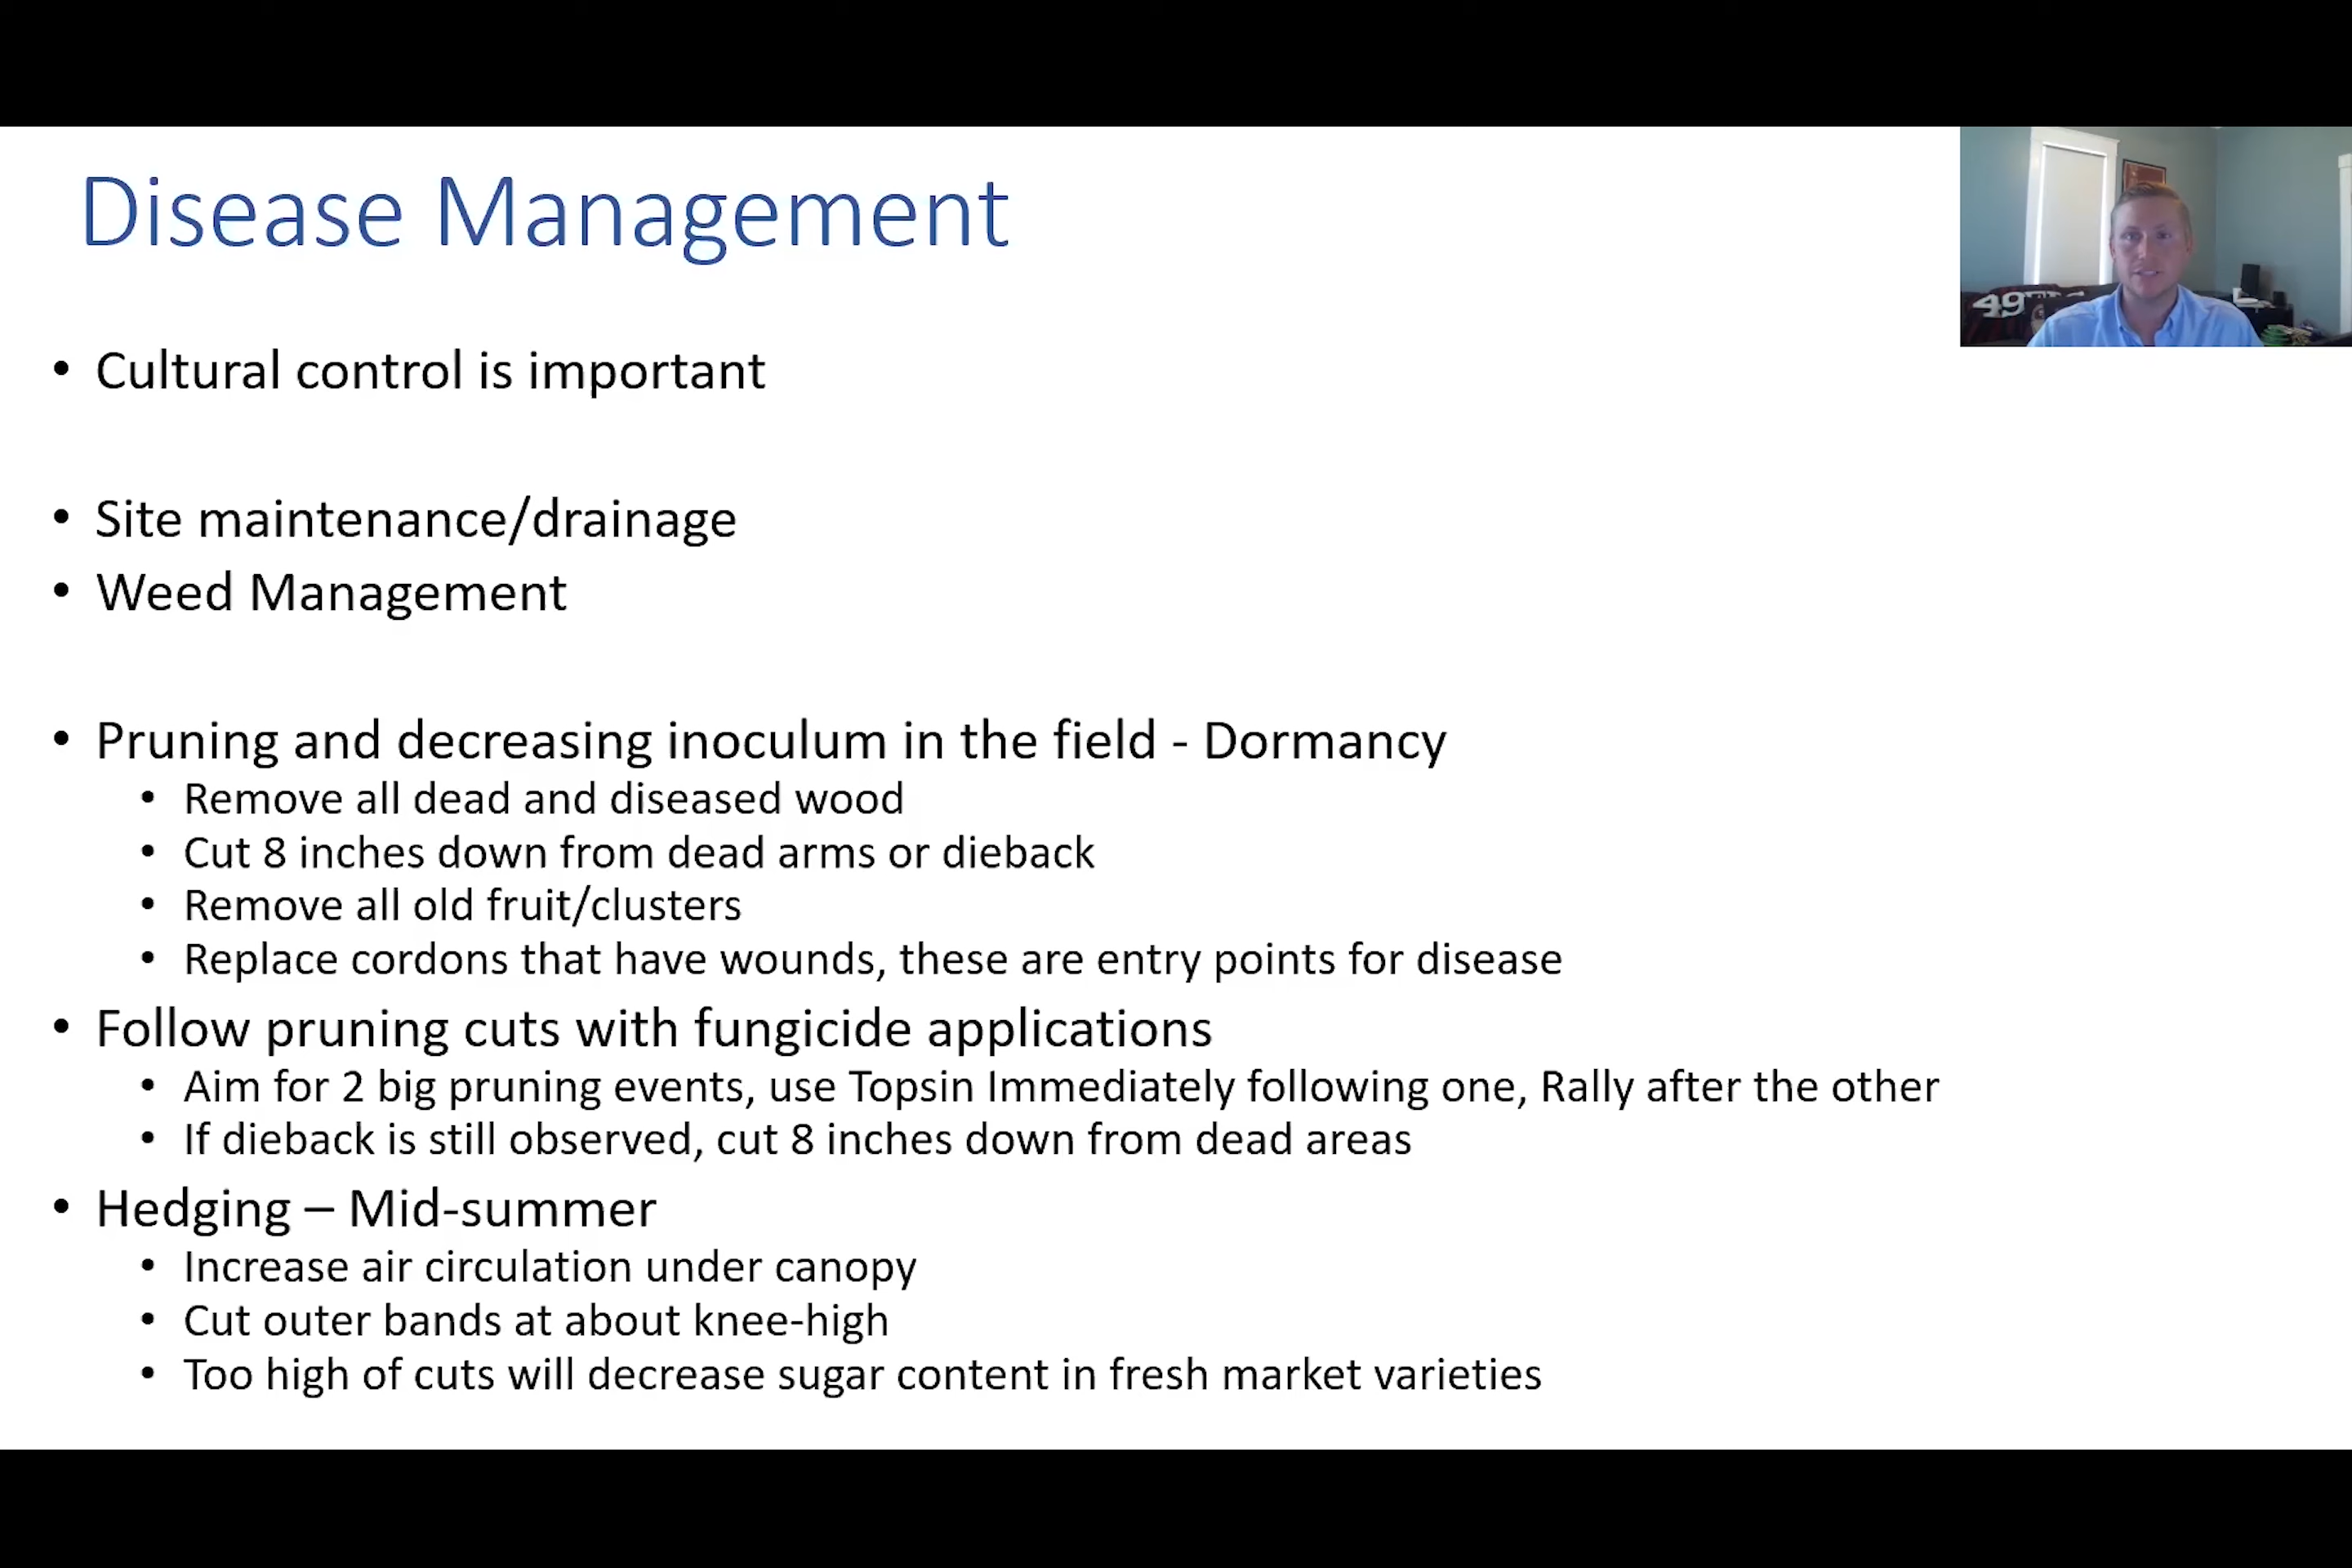 Disease Management
• Cultural control is important
• Site maintenance/drainage
• Weed Management
• Pruning and decreasing inoculum in the field - Dormancy
• Remove all dead and diseased wood
• Cut 8 inches down from dead arms or dieback
• Remove all old fruit/clusters
• Replace cordons that have wounds, these are entry points for disease
• Follow pruning cuts with fungicide applications
• Aim for 2 big pruning events, use Topsin Immediately following one, Rally after the other
• If dieback is still observed, cut 8 inches down from dead areas
• Hedging – Mid-summer
• Increase air circulation under canopy
• Cut outer bands at about knee-high
• Too high of cuts will decrease sugar content in fresh market varieties